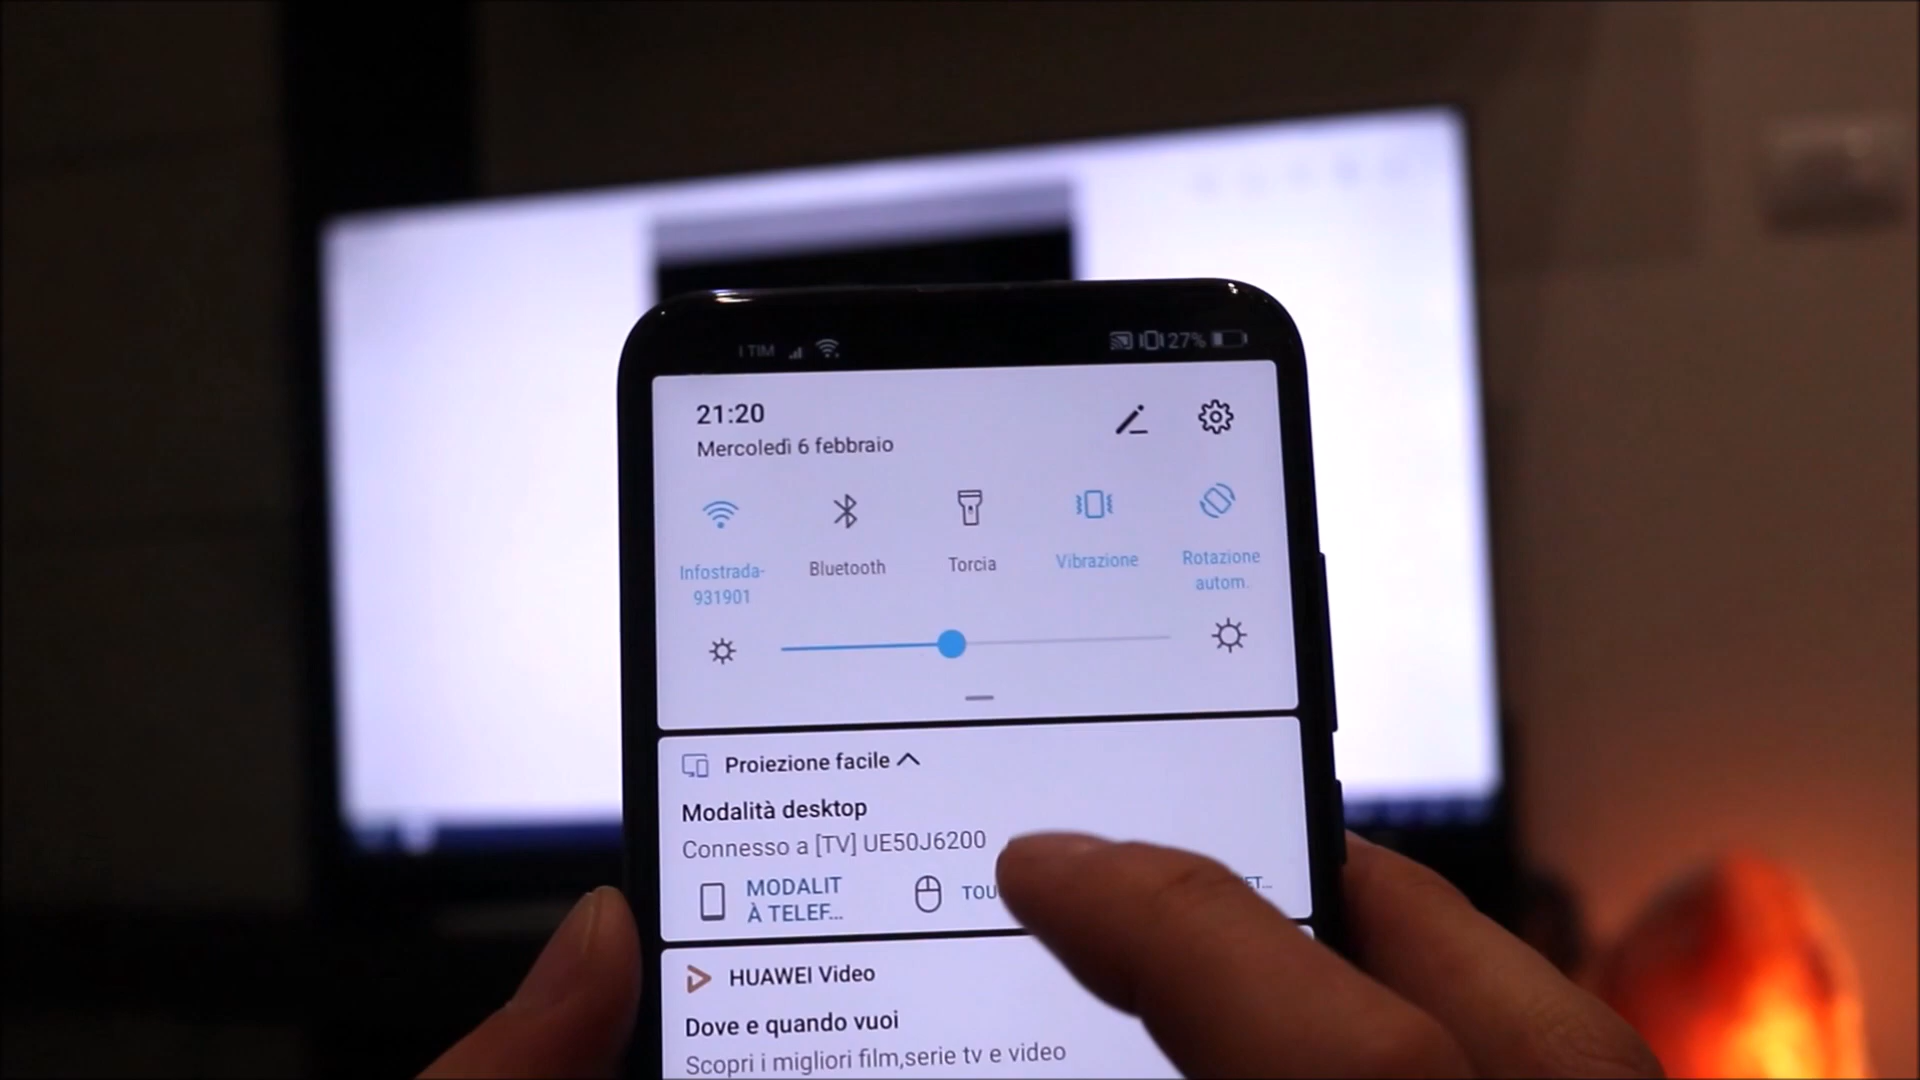 TIM
27%
21:20
Mercoledì 6 febbraio
Infostrada-
931901
Bluetooth
Torcia
Vibrazione
Rotazione
autom.
Proiezione facile
Modalità desktop
Connesso a [TV] UE50J6200
MODALIT
À TELEF...
HUAWEI Video
Dove e quando vuoi
Scopri i migliori film,serie tv e video